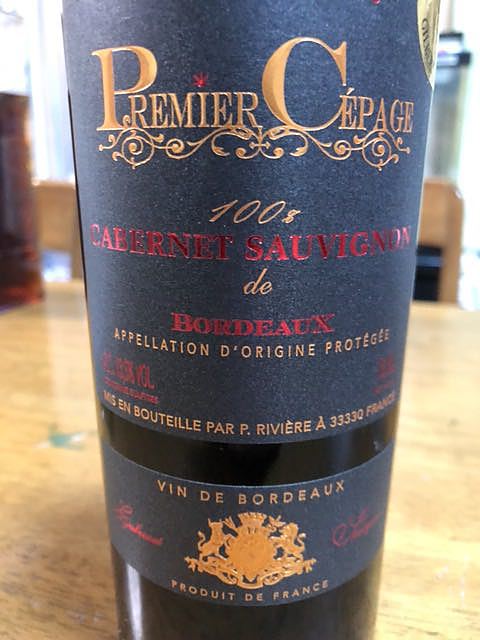 PREMIER CÉPAGE
100%
CABERNET SAUVIGNON
de
BORDEAUX
APPELLATION D'ORIGINE PROTÉGÉE
MIS EN BOUTEILLE PAR P. RIVIÈRE À 33330 FRANCE
VIN DE BORDEAUX
PRODUIT DE FRANCE